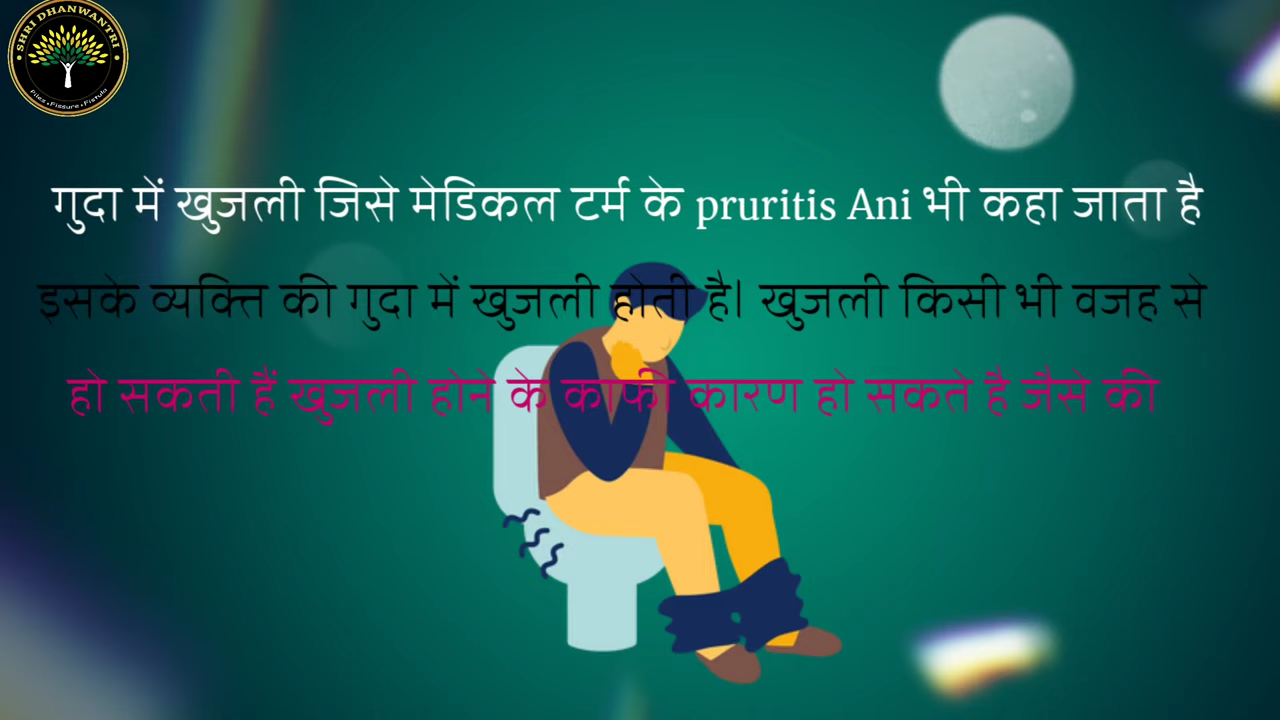 SHRI DHANWANTRI
Piles • Fissure • Fistula
गुदा में खुजली जिसे मेडिकल टर्म के pruritis Ani भी कहा जाता है
इसके व्यक्ति की गुदा में खुजली होती है। खुजली किसी भी वजह से
हो सकती हैं खुजली होने के काफी कारण हो सकते है जैसे की